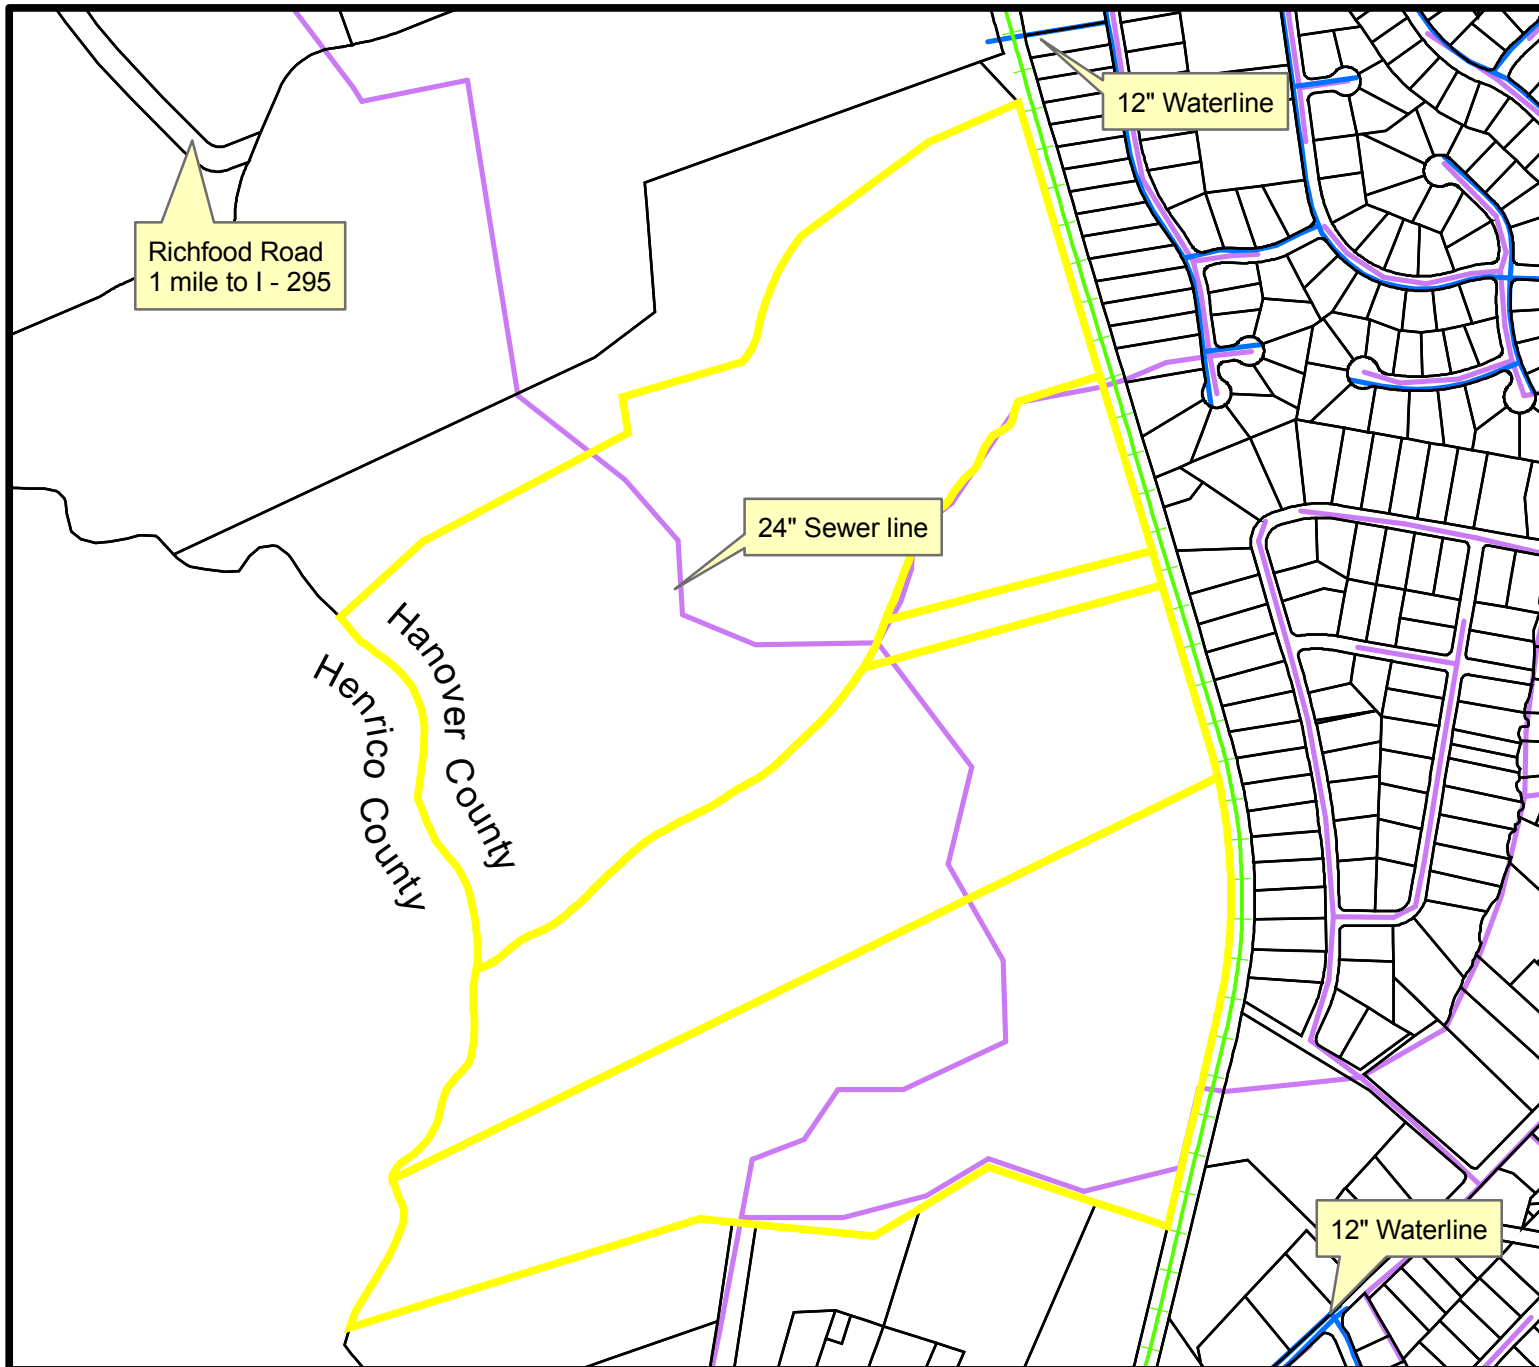 12" Waterline
Richfood Road
1 mile to I - 295
24" Sewer line
Hanover County
Henrico County
12" Waterline